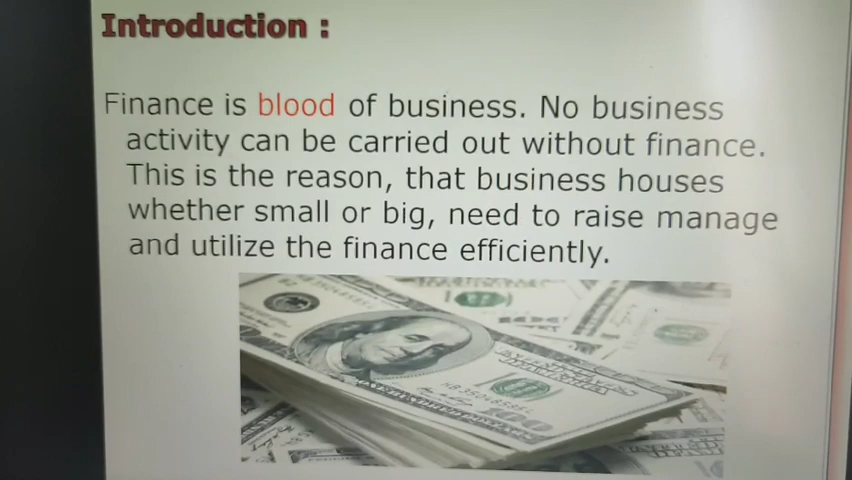 Introduction :
Finance is blood of business. No business
activity can be carried out without finance.
This is the reason, that business houses
whether small or big, need to raise manage
and utilize the finance efficiently.
100